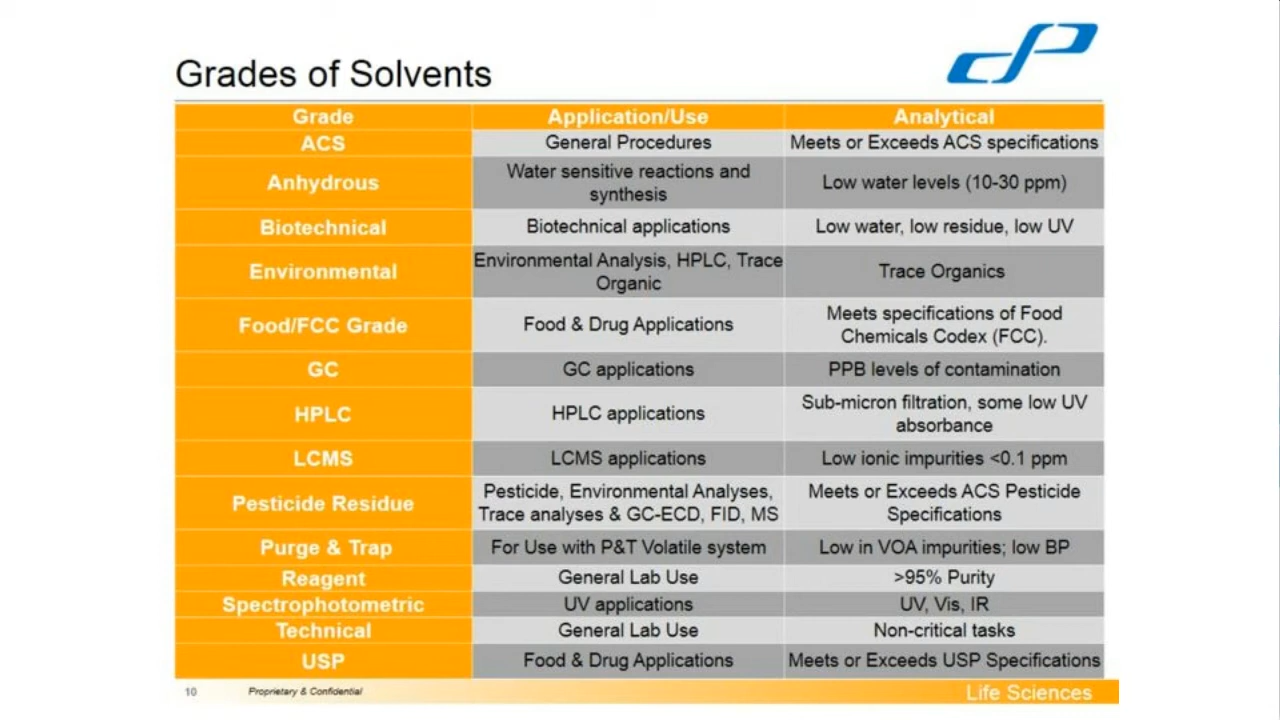 Grades of Solvents
Grade Application/Use Analytical
ACS General Procedures Meets or Exceeds ACS specifications
Anhydrous Water sensitive reactions and synthesis Low water levels (10-30 ppm)
Biotechnical Biotechnical applications Low water, low residue, low UV
Environmental Environmental Analysis, HPLC, Trace Organic Trace Organics
Food/FCC Grade Food & Drug Applications Meets specifications of Food Chemicals Codex (FCC).
GC GC applications PPB levels of contamination
HPLC HPLC applications Sub-micron filtration, some low UV absorbance
LCMS LCMS applications Low ionic impurities <0.1 ppm
Pesticide Residue Pesticide, Environmental Analyses, Trace analyses & GC-ECD, FID, MS Meets or Exceeds ACS Pesticide Specifications
Purge & Trap For Use with P&T Volatile system Low in VOA impurities; low BP
Reagent General Lab Use >95% Purity
Spectrophotometric UV applications UV, Vis, IR
Technical General Lab Use Non-critical tasks
USP Food & Drug Applications Meets or Exceeds USP Specifications
10 Proprietary & Confidential Life Sciences